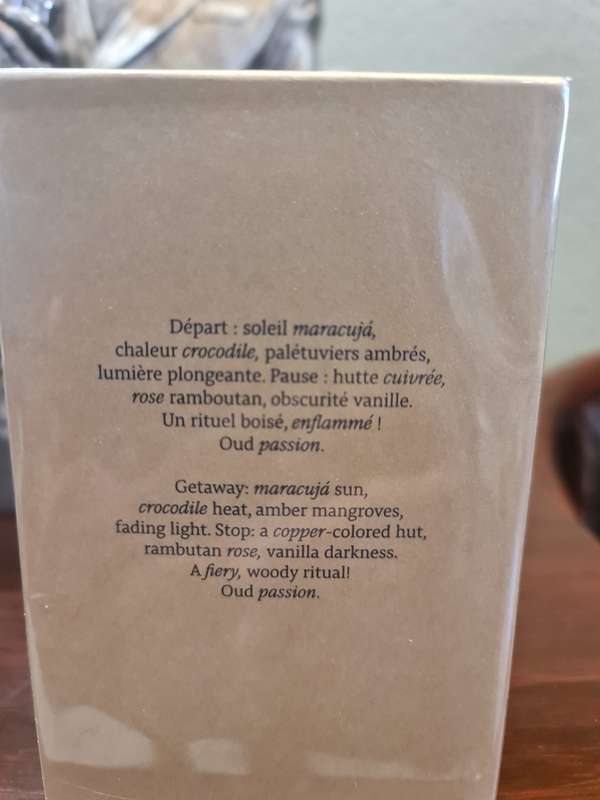 Départ : soleil maracujá,
chaleur crocodile, palétuviers ambrés,
lumière plongeante. Pause : hutte cuivrée,
rose ramboutan, obscurité vanille.
Un rituel boisé, enflammé !
Oud passion.
Getaway: maracujá sun,
crocodile heat, amber mangroves,
fading light. Stop: a copper-colored hut,
rambutan rose, vanilla darkness.
A fiery, woody ritual!
Oud passion.